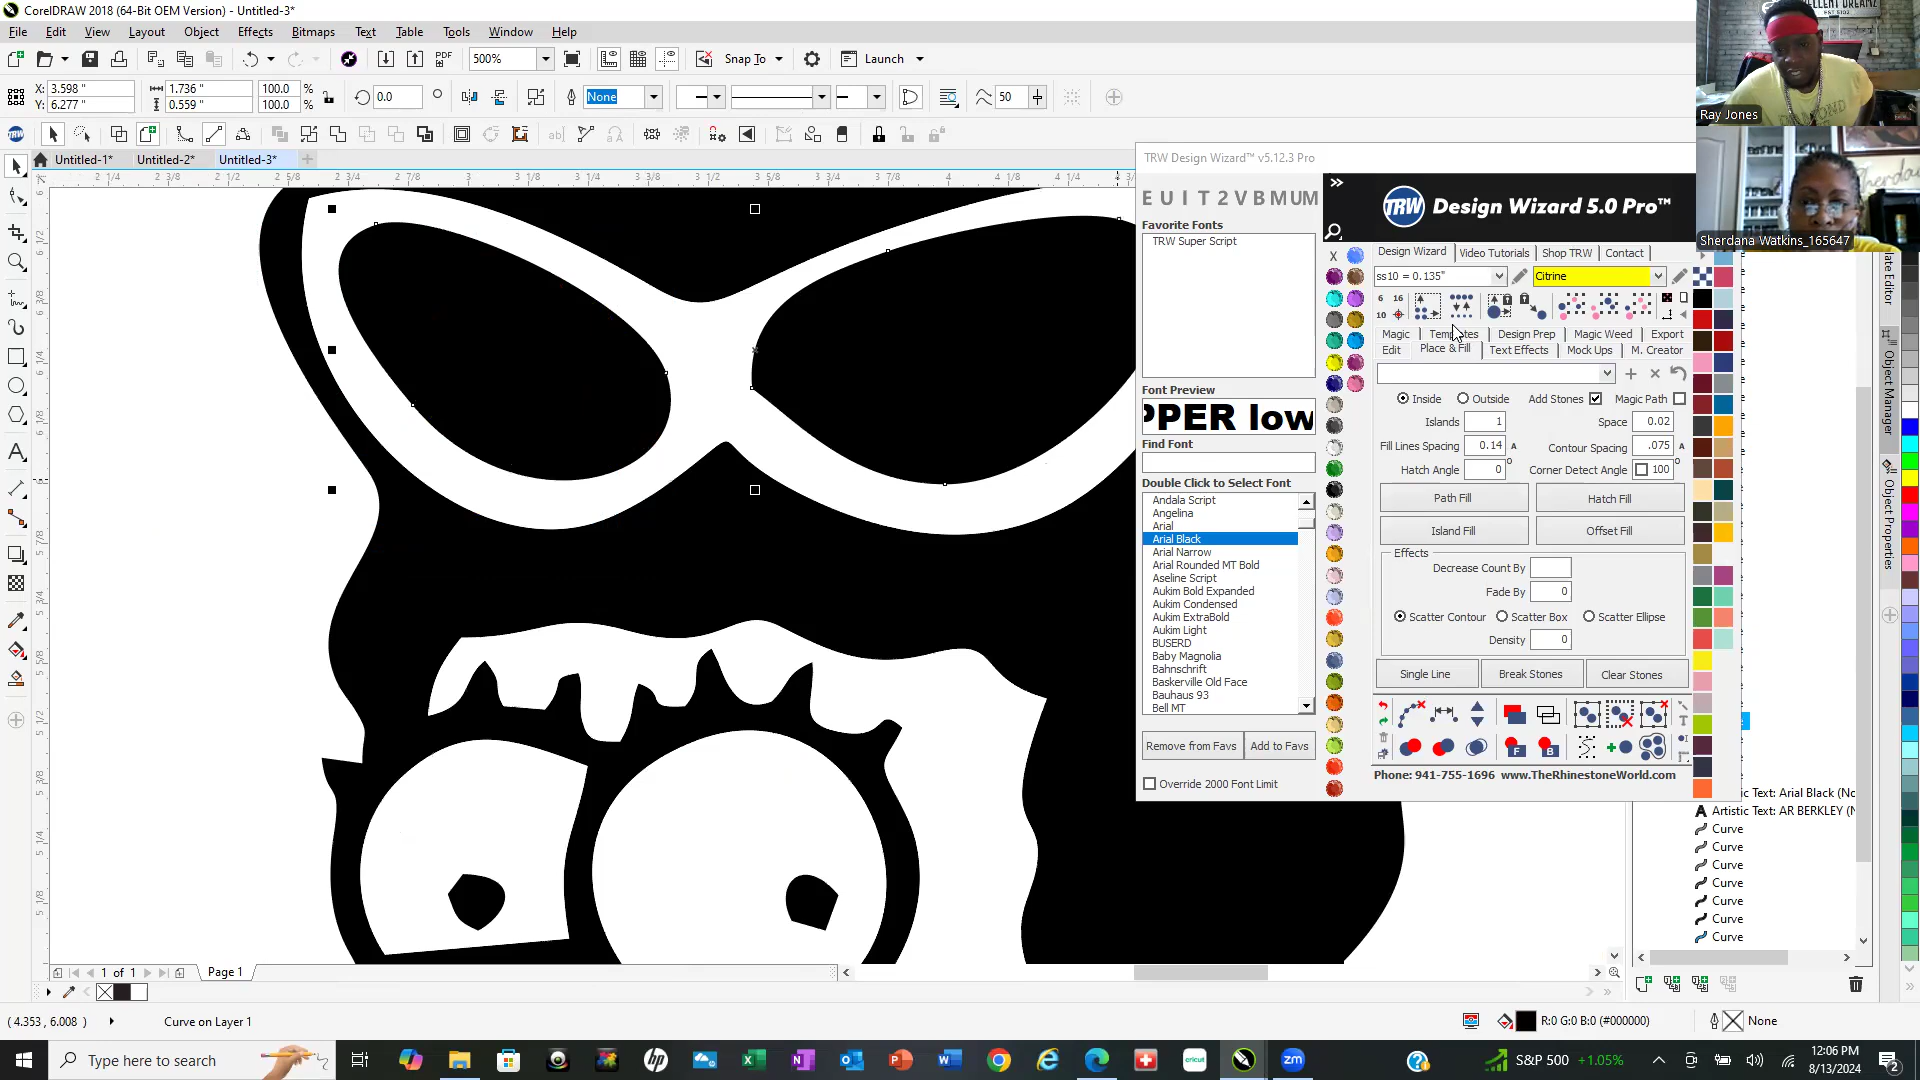 CorelDRAW 2018 (64-Bit OEM Version) - Untitled-3*
File Edit View Layout Object Effects Bitmaps Text Table Tools Window Help
500% Snap To Launch
X: 3.598 " 1.736 " 100.0 %
Y: 6.277 " 0.559 " 100.0 %
0.0 None 50
Untitled-1* Untitled-2* Untitled-3*
Ray Jones
Sherdana Watkins_165647
TRW Design Wizard™ v5.12.3 Pro
E U I T 2 V B M UM
TRW Design Wizard 5.0 Pro™
Favorite Fonts
TRW Super Script
Font Preview
PPER low
Find Font
Double Click to Select Font
Andala Script
Angelina
Arial
Arial Black
Arial Narrow
Arial Rounded MT Bold
Aseline Script
Aukim Bold Expanded
Aukim Condensed
Aukim ExtraBold
Aukim Light
BUSERD
Baby Magnolia
Bahnschrift
Baskerville Old Face
Bauhaus 93
Bell MT
Remove from Favs Add to Favs
Override 2000 Font Limit
Design Wizard Video Tutorials Shop TRW Contact
ss10 = 0.135" Citrine
6 16
10
Magic Templates Design Prep Magic Weed Export
Edit Place & Fill Text Effects Mock Ups M. Creator
Inside Outside Add Stones Magic Path
Islands 1 Space 0.02
Fill Lines Spacing 0.14 A Contour Spacing .075 A
Hatch Angle 0 Corner Detect Angle 100
Path Fill Hatch Fill
Island Fill Offset Fill
Effects
Decrease Count By
Fade By 0
Scatter Contour Scatter Box Scatter Ellipse
Density 0
Single Line Break Stones Clear Stones
Phone: 941-755-1696 www.TheRhinestoneWorld.com
Object Manager
Object Properties
Artistic Text: AR BERKLEY (N
Curve
Curve
Curve
Curve
Curve
Curve
Curve
1 of 1 Page 1
( 4.353 , 6.008 ) Curve on Layer 1 R:0 G:0 B:0 (#000000) None
Type here to search S&P 500 +1.05% 12:06 PM
8/13/2024